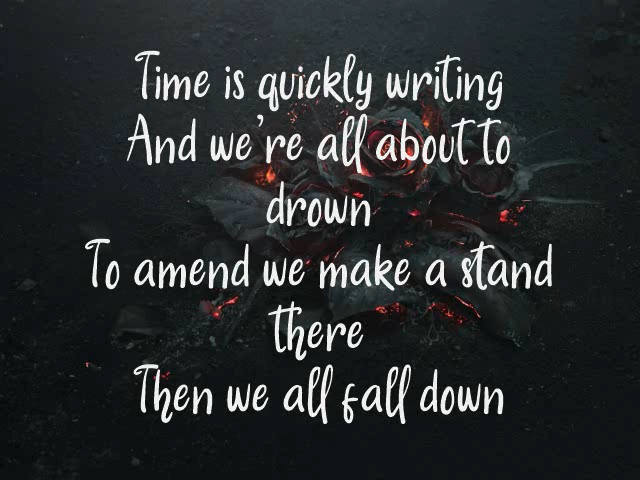 Time is quickly writing
And we're all about to
drown
To amend we make a stand
there
Then we all fall down